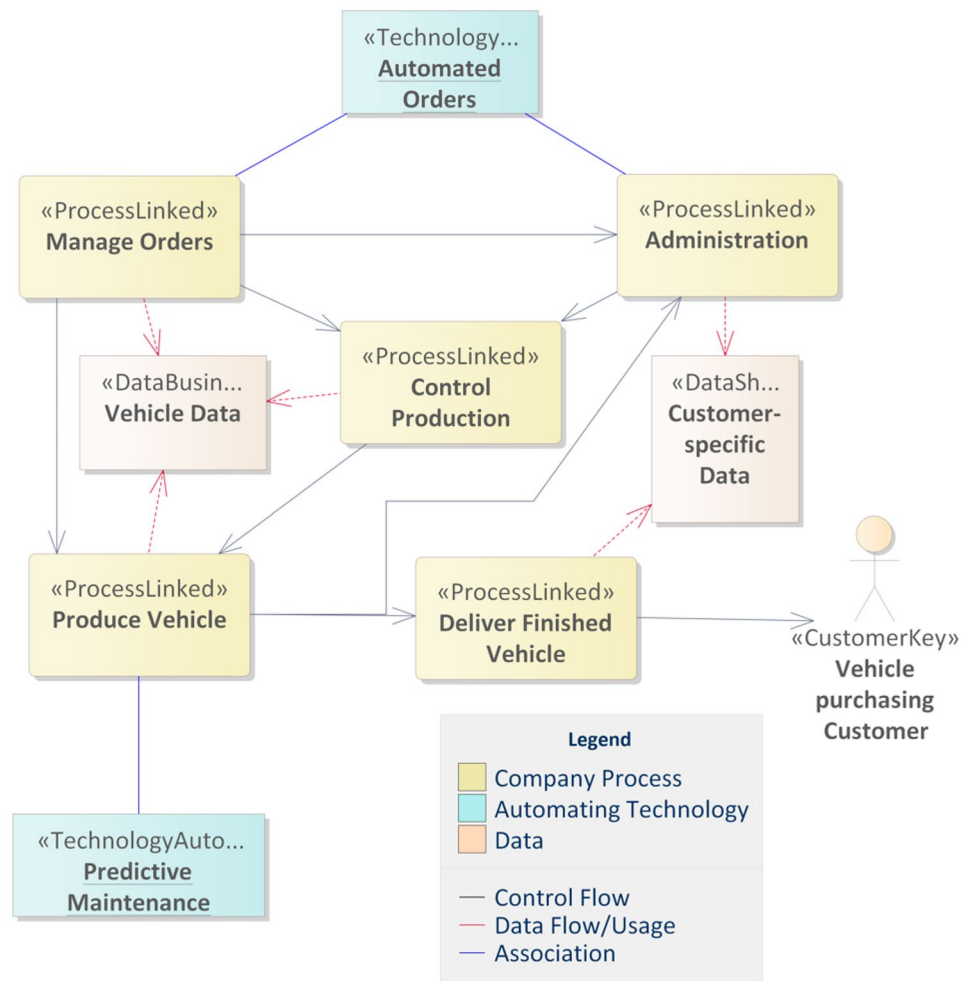 «Technology...
Automated
Orders
«ProcessLinked»
Manage Orders
«ProcessLinked»
Administration
«ProcessLinked»
Control
Production
«DataBusin...
Vehicle Data
«DataSh...
Customer-
specific
Data
«ProcessLinked»
Produce Vehicle
«ProcessLinked»
Deliver Finished
Vehicle
«CustomerKey»
Vehicle
purchasing
Customer
«TechnologyAuto...
Predictive
Maintenance
Legend
Company Process
Automating Technology
Data
Control Flow
Data Flow/Usage
Association